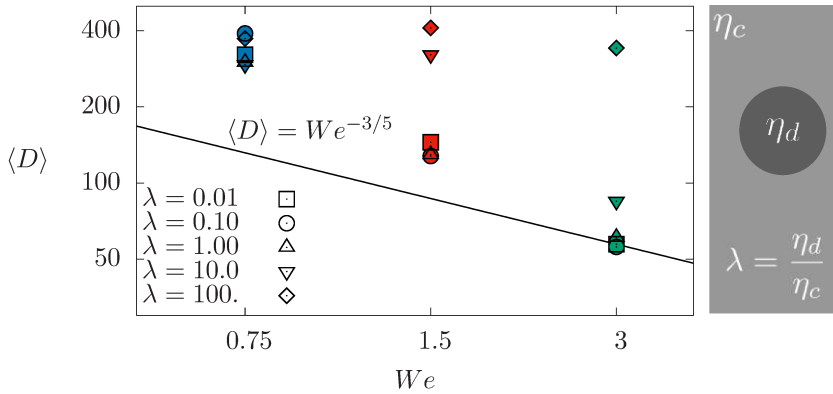 400
200
100
50
⟨D⟩
⟨D⟩ = We^{-3/5}
λ = 0.01
λ = 0.10
λ = 1.00
λ = 10.0
λ = 100.
0.75 1.5 3
We
η_c
η_d
λ = η_d/η_c